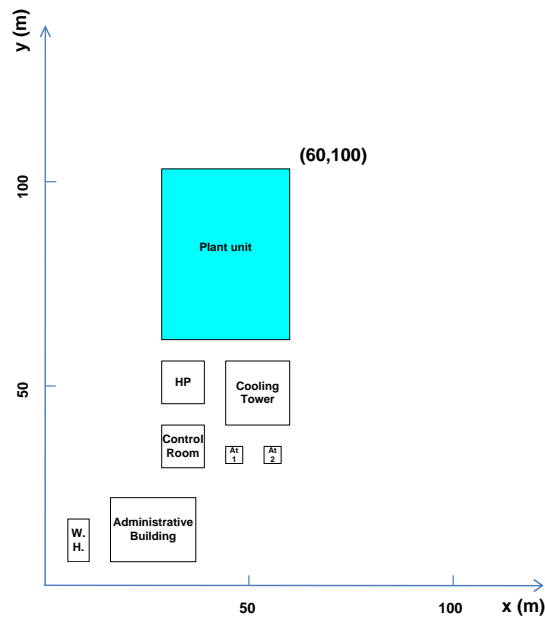 y (m)
(60,100)
100
Plant unit
50
HP
Cooling
Tower
Control
Room
At
1
At
2
W.
H.
Administrative
Building
50
100
x (m)